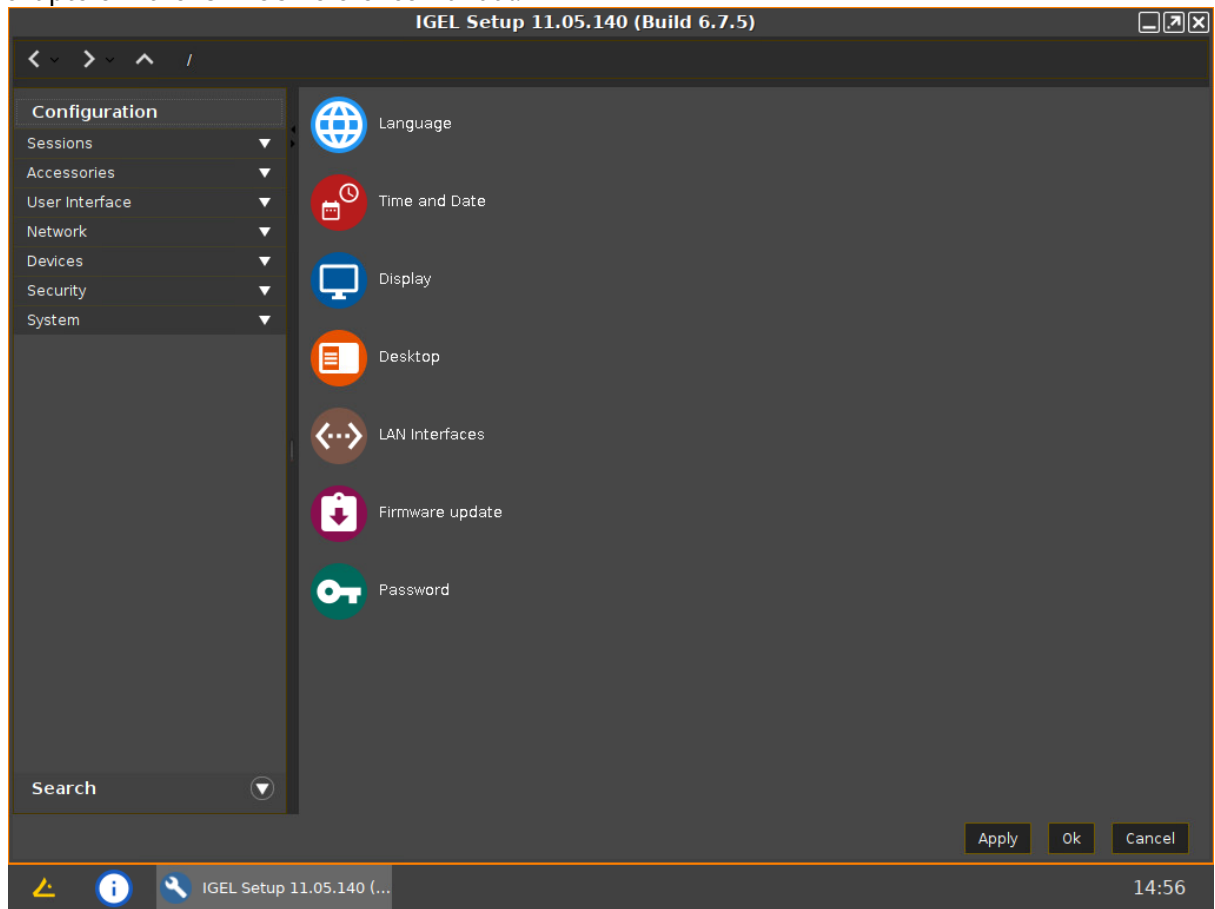 IGEL Setup 11.05.140 (Build 6.7.5)
/
Configuration
Sessions
Accessories
User Interface
Network
Devices
Security
System
Language
Time and Date
Display
Desktop
LAN Interfaces
Firmware update
Password
Search
Apply Ok Cancel
IGEL Setup 11.05.140 (...
14:56